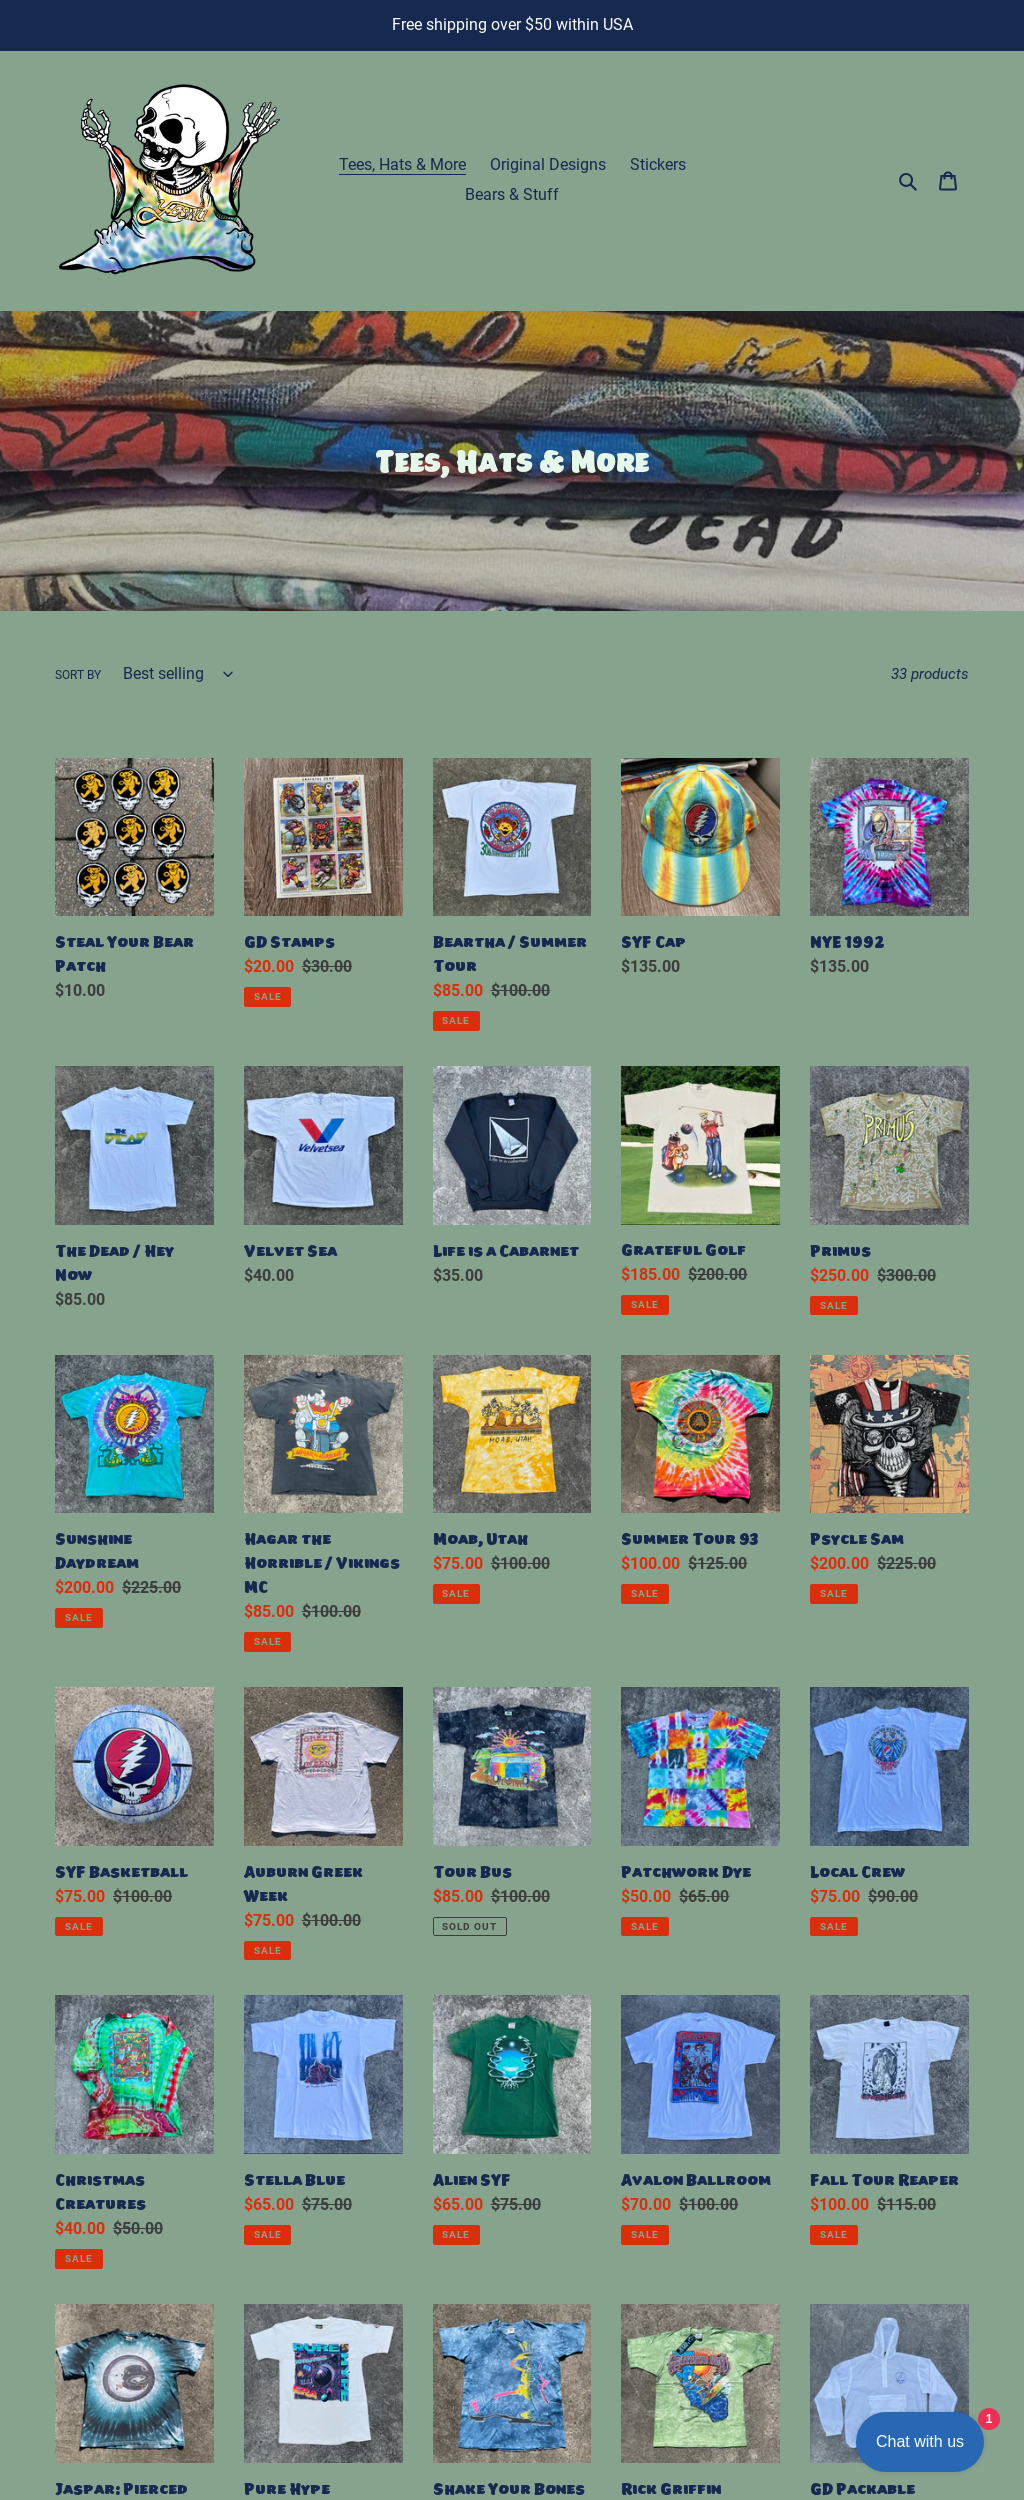 Free shipping over $50 within USA
Tees, Hats & More
Original Designs
Stickers
Bears & Stuff
Tees, Hats & More
THE DEAD
SORT BY
Best selling
33 products
Steal Your Bear
Patch
$10.00
GD Stamps
$20.00 $30.00
SALE
Beartha / Summer
Tour
$85.00 $100.00
SALE
SYF Cap
$135.00
NYE 1992
$135.00
THE DEAD
Velvetsea
PRIMUS
The Dead / Hey
Now
$85.00
Velvet Sea
$40.00
Life is a Cabarnet
$35.00
Grateful Golf
$185.00 $200.00
SALE
Primus
$250.00 $300.00
SALE
MOAB, UTAH
Sunshine
Daydream
$200.00 $225.00
SALE
Hagar the
Horrible / Vikings
MC
$85.00 $100.00
SALE
Moab, Utah
$75.00 $100.00
SALE
Summer Tour 93
$100.00 $125.00
SALE
Psycle Sam
$200.00 $225.00
SALE
SYF Basketball
$75.00 $100.00
SALE
Auburn Greek
Week
$75.00 $100.00
SALE
Tour Bus
$85.00 $100.00
SOLD OUT
Patchwork Dye
$50.00 $65.00
SALE
Local Crew
$75.00 $90.00
SALE
Christmas
Creatures
$40.00 $50.00
SALE
Stella Blue
$65.00 $75.00
SALE
Alien SYF
$65.00 $75.00
SALE
Avalon Ballroom
$70.00 $100.00
SALE
Fall Tour Reaper
$100.00 $115.00
SALE
Jaspar: Pierced
Pure Hype
Shake Your Bones
Rick Griffin
GD Packable
Chat with us
1